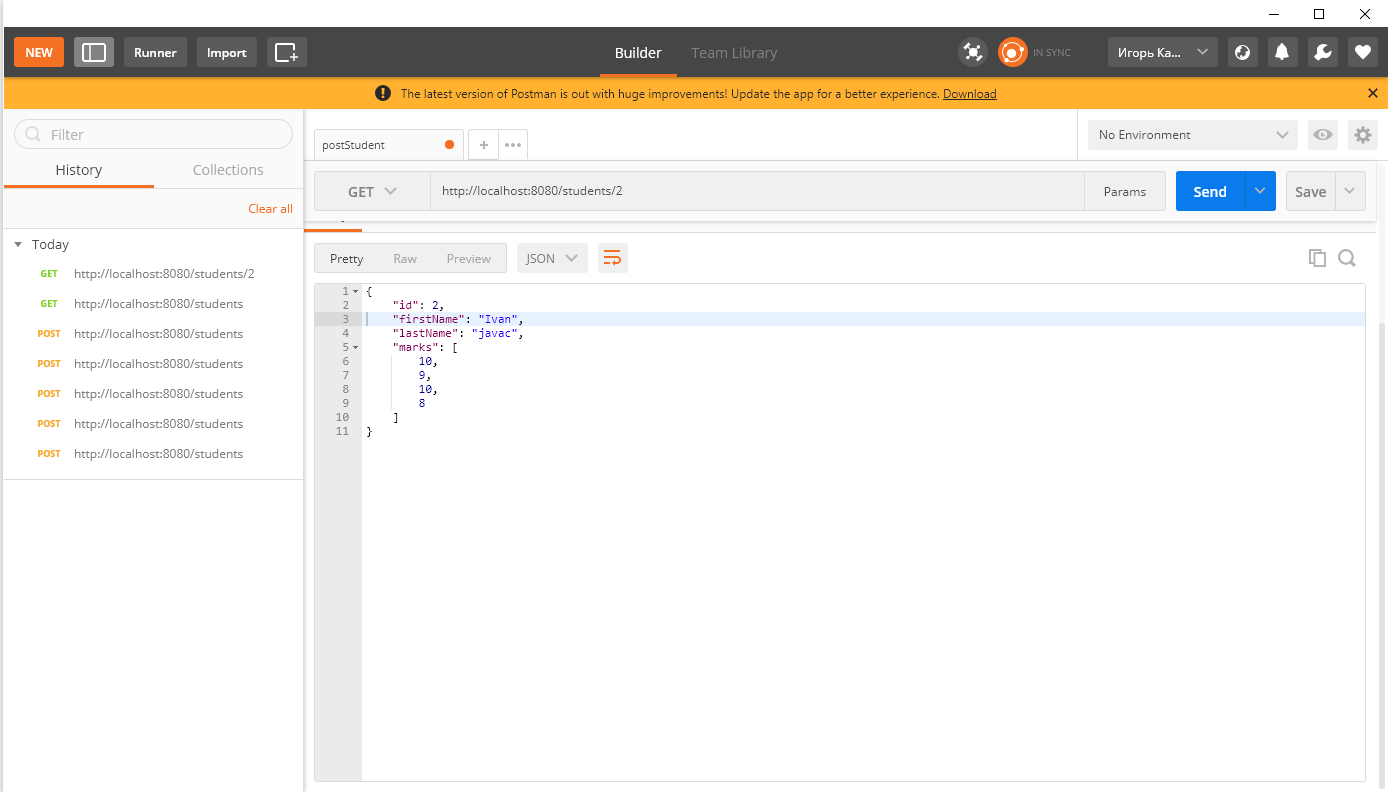 NEW Runner Import Builder Team Library IN SYNC Игорь Ка...
! The latest version of Postman is out with huge improvements! Update the app for a better experience. Download
Filter
History Collections
Clear all
Today
GET http://localhost:8080/students/2
GET http://localhost:8080/students
POST http://localhost:8080/students
POST http://localhost:8080/students
POST http://localhost:8080/students
POST http://localhost:8080/students
POST http://localhost:8080/students
postStudent + ••• No Environment
GET http://localhost:8080/students/2 Params Send Save
Pretty Raw Preview JSON
1 {
2 "id": 2,
3 "firstName": "Ivan",
4 "lastName": "javac",
5 "marks": [
6 10,
7 9,
8 10,
9 8
10 ]
11 }